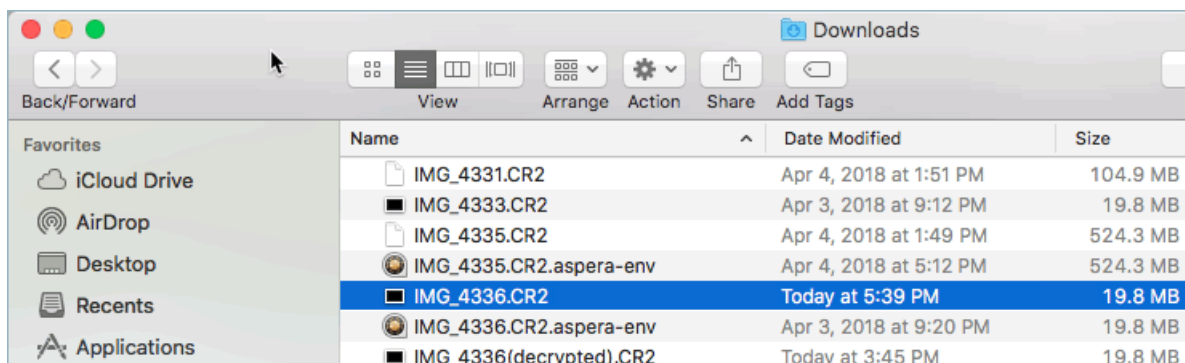 Downloads
Back/Forward View Arrange Action Share Add Tags
Favorites
iCloud Drive
AirDrop
Desktop
Recents
Applications
Name Date Modified Size
IMG_4331.CR2 Apr 4, 2018 at 1:51 PM 104.9 MB
IMG_4333.CR2 Apr 3, 2018 at 9:12 PM 19.8 MB
IMG_4335.CR2 Apr 4, 2018 at 1:49 PM 524.3 MB
IMG_4335.CR2.aspera-env Apr 4, 2018 at 5:12 PM 524.3 MB
IMG_4336.CR2 Today at 5:39 PM 19.8 MB
IMG_4336.CR2.aspera-env Apr 3, 2018 at 9:20 PM 19.8 MB
IMG_4336(decrypted).CR2 Today at 3:45 PM 19.8 MB